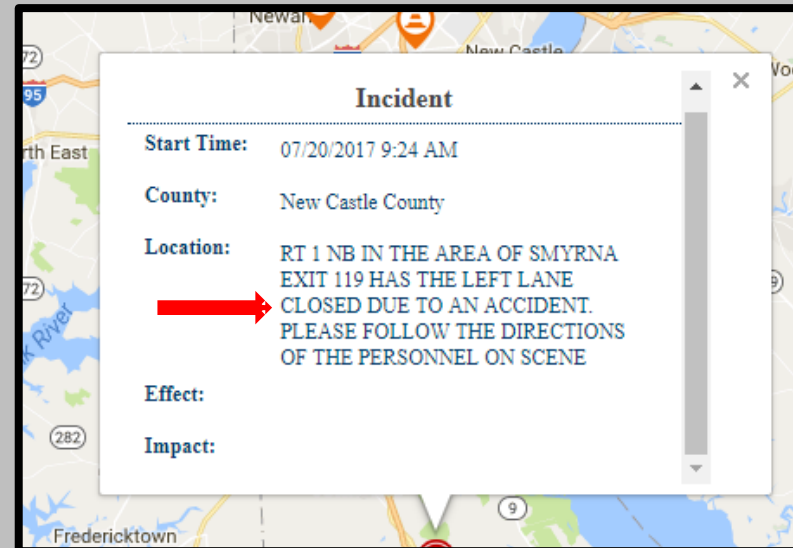 Newark
New Castle
72
95
rth East
Incident
Start Time: 07/20/2017 9:24 AM
County: New Castle County
Location: RT 1 NB IN THE AREA OF SMYRNA
EXIT 119 HAS THE LEFT LANE
CLOSED DUE TO AN ACCIDENT.
PLEASE FOLLOW THE DIRECTIONS
OF THE PERSONNEL ON SCENE
Effect:
Impact:
72)
River
282
9
Fredericktown